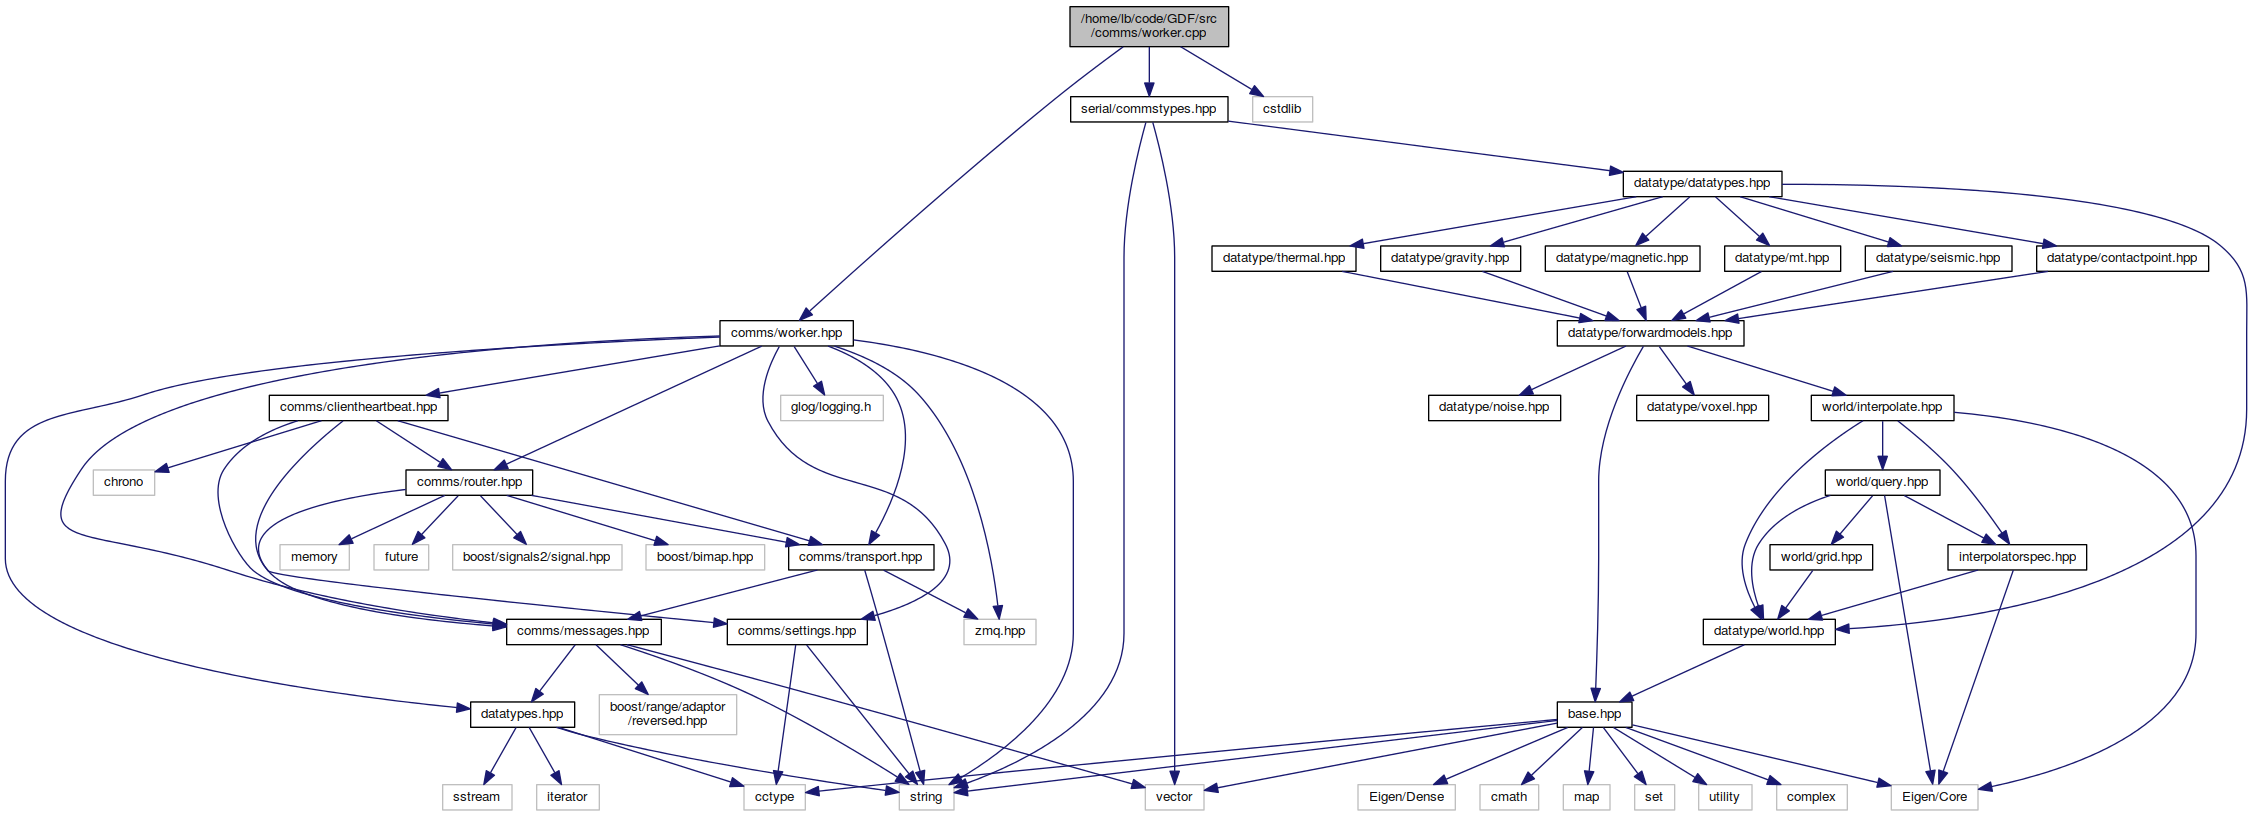 /home/lb/code/GDF/src
/comms/worker.cpp
serial/commstypes.hpp
cstdlib
datatype/datatypes.hpp
datatype/thermal.hpp
datatype/gravity.hpp
datatype/magnetic.hpp
datatype/mt.hpp
datatype/seismic.hpp
datatype/contactpoint.hpp
comms/worker.hpp
datatype/forwardmodels.hpp
comms/clientheartbeat.hpp
glog/logging.h
datatype/noise.hpp
datatype/voxel.hpp
world/interpolate.hpp
chrono
comms/router.hpp
world/query.hpp
memory
future
boost/signals2/signal.hpp
boost/bimap.hpp
comms/transport.hpp
world/grid.hpp
interpolatorspec.hpp
comms/messages.hpp
comms/settings.hpp
zmq.hpp
datatype/world.hpp
datatypes.hpp
boost/range/adaptor
/reversed.hpp
base.hpp
sstream
iterator
cctype
string
vector
Eigen/Dense
cmath
map
set
utility
complex
Eigen/Core